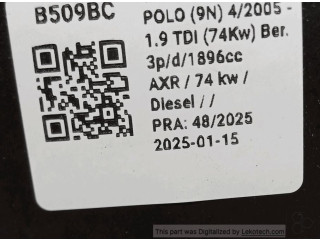 B509BC
POLO (9N) 4/2005 -
1.9 TDI (74Kw) Ber.
3p/d/1896cc
AXR / 74 kw /
Diesel / /
PRA: 48/2025
2025-01-15
This part was Digitalized by Lakotech.com